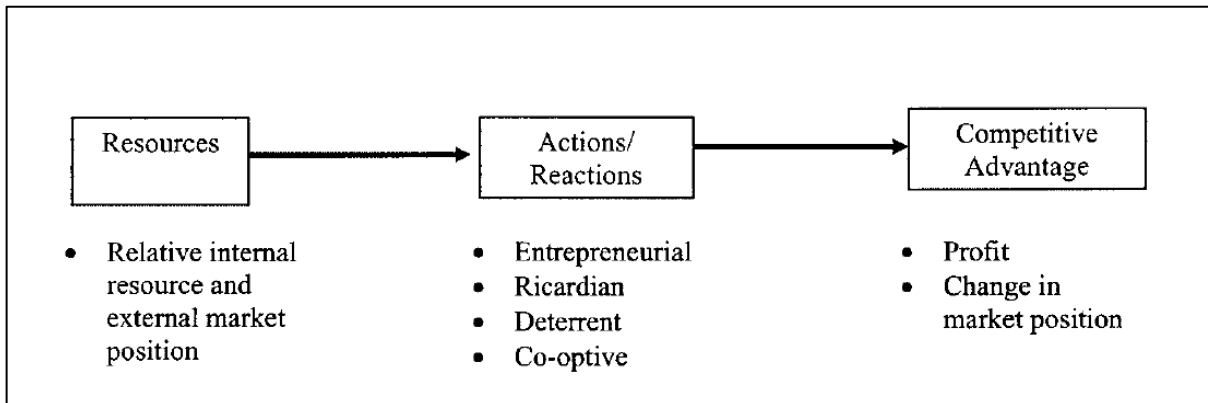 Resources
Actions/
Reactions
Competitive
Advantage
• Relative internal
resource and
external market
position
• Entrepreneurial
• Ricardian
• Deterrent
• Co-optive
• Profit
• Change in
market position